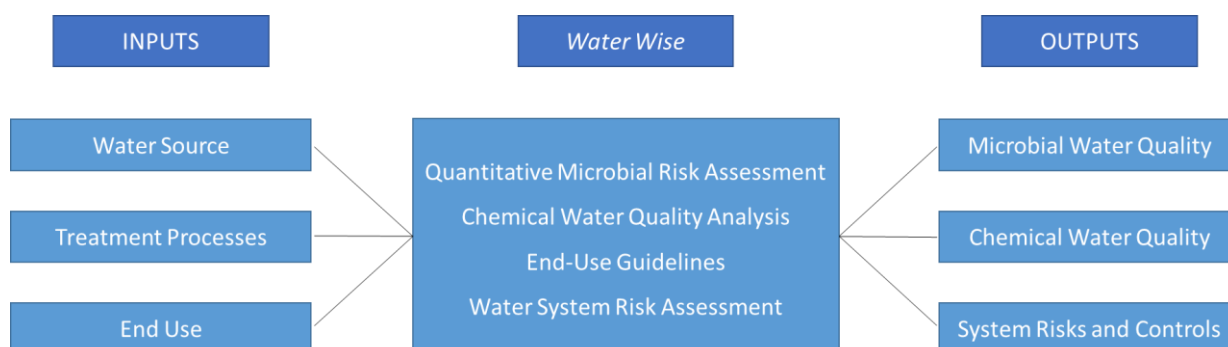 INPUTS
Water Wise
OUTPUTS
Water Source
Treatment Processes
End Use
Quantitative Microbial Risk Assessment
Chemical Water Quality Analysis
End-Use Guidelines
Water System Risk Assessment
Microbial Water Quality
Chemical Water Quality
System Risks and Controls